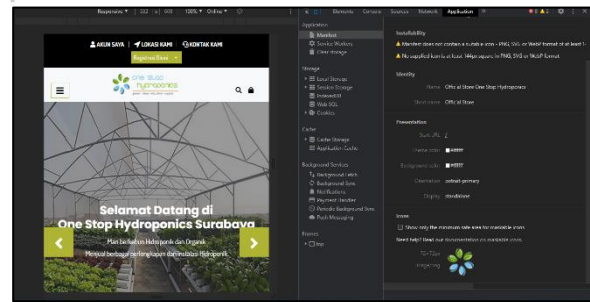 Responsive
100%
Online
Elements
Console
Sources
Network
Application
AKUN SAYA
LOKASI KAMI
KONTAK KAMI
one stop
hydroponics
Selamat Datang di
One Stop Hydroponics Surabaya
Mari berkebun Hidroponik dan Organik
Menjual berbagai perlengkapan dan instalasi Hidroponik
Application
Manifest
Service Workers
Clear storage
Storage
Local Storage
Session Storage
IndexedDB
Web SQL
Cookies
Cache
Cache Storage
Application Cache
Background Services
Background Fetch
Background Sync
Notifications
Payment Handler
Periodic Background Sync
Push Messaging
Frames
top
Installability
Manifest does not contain a suitable icon - PNG, SVG, or WebP format of at least
No supplied icon is at least 144px square in PNG, SVG or WebP format
Identity
Name Official Store One Stop Hydroponics
Short name Official Store
Presentation
Start URL /
Theme color #ffffff
Background color #ffffff
Orientation
Display standalone
Icons
Show only the minimum safe area for maskable icons
Need help? Read our documentation on maskable icons.
72×72px
image/png